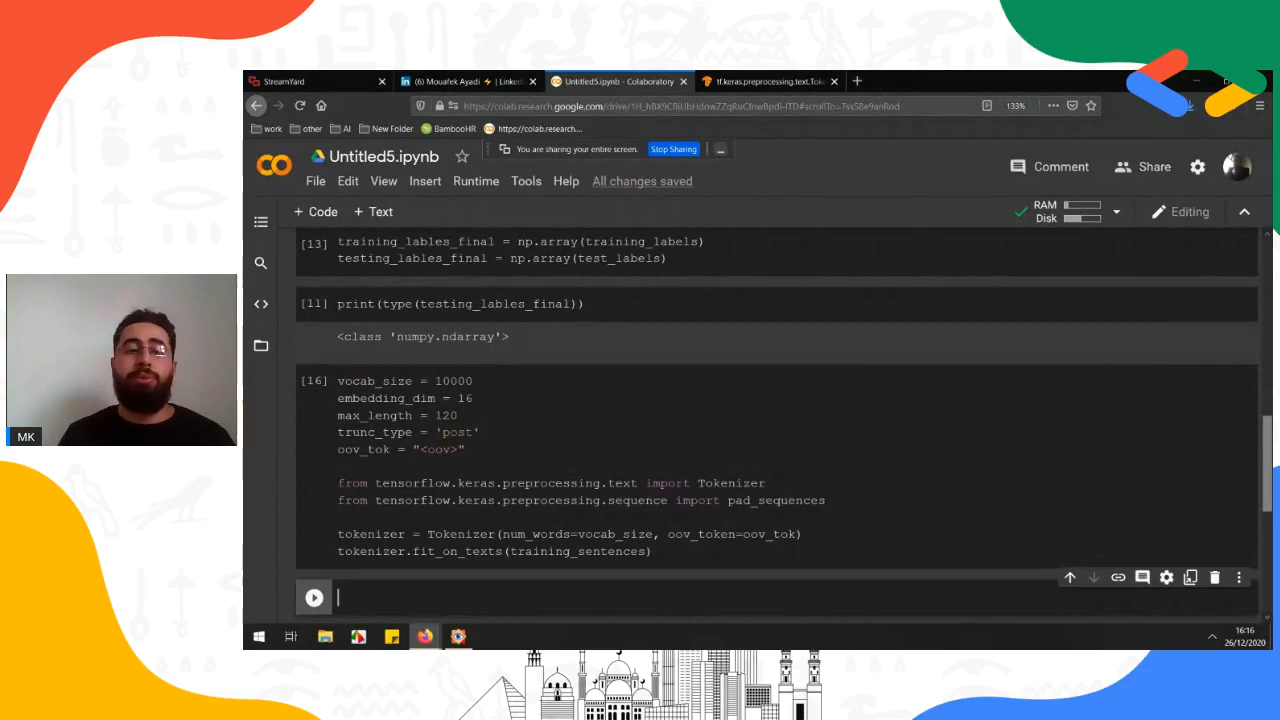 StreamYard
(6) Mouafek Ayadi ⚡ | Linke
Untitled5.ipynb - Colaboratory
tf.keras.preprocessing.text.Tok
133%
work
other
AI
New Folder
BambooHR
https://colab.research...
You are sharing your entire screen.
Stop Sharing
Untitled5.ipynb
Comment
Share
File
Edit
View
Insert
Runtime
Tools
Help
All changes saved
+ Code
+ Text
RAM
Disk
Editing
[13] training_lables_final = np.array(training_labels)
testing_lables_final = np.array(test_labels)
[11] print(type(testing_lables_final))
<class 'numpy.ndarray'>
[16] vocab_size = 10000
embedding_dim = 16
max_length = 120
trunc_type = 'post'
oov_tok = "<oov>"
from tensorflow.keras.preprocessing.text import Tokenizer
from tensorflow.keras.preprocessing.sequence import pad_sequences
tokenizer = Tokenizer(num_words=vocab_size, oov_token=oov_tok)
tokenizer.fit_on_texts(training_sentences)
MK
16:16
26/12/2020